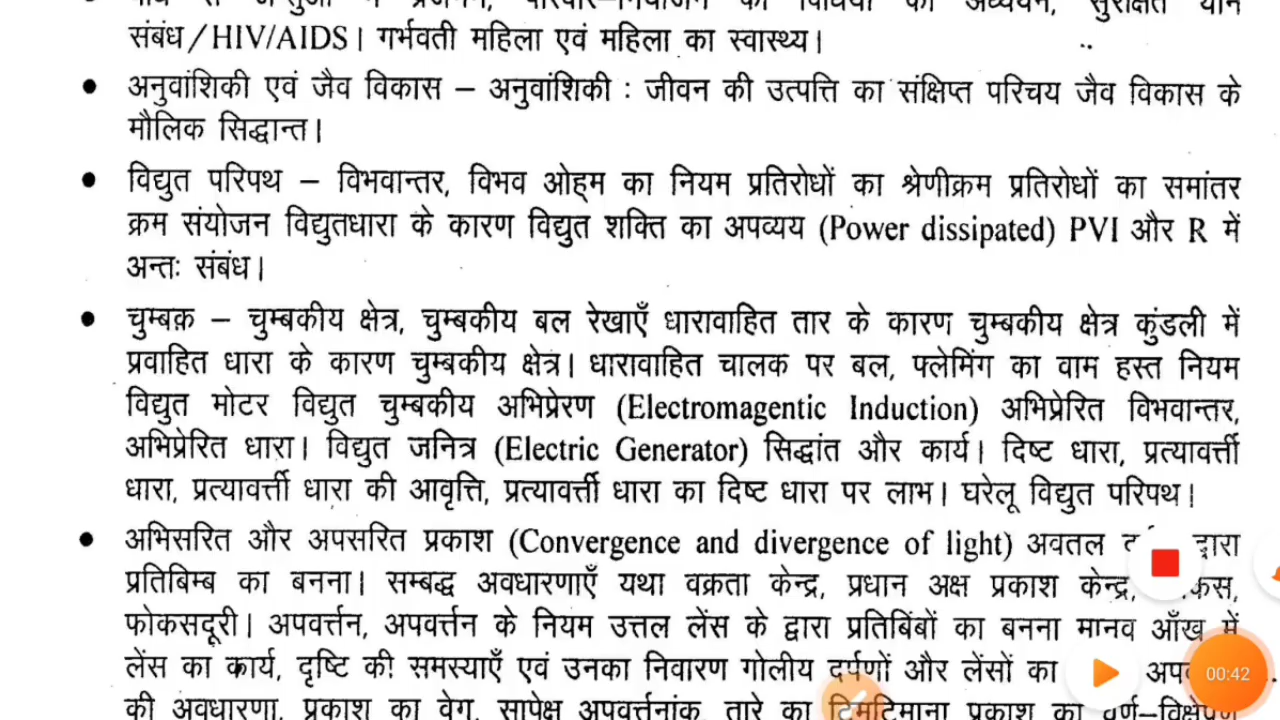 संबंध/HIV/AIDS। गर्भवती महिला एवं महिला का स्वास्थ्य।
• अनुवांशिकी एवं जैव विकास – अनुवांशिकी : जीवन की उत्पत्ति का संक्षिप्त परिचय जैव विकास के
मौलिक सिद्धान्त।
• विद्युत परिपथ – विभवान्तर, विभव ओह्म का नियम प्रतिरोधों का श्रेणीक्रम प्रतिरोधों का समांतर
क्रम संयोजन विद्युतधारा के कारण विद्युत शक्ति का अपव्यय (Power dissipated) PVI और R में
अन्तः संबंध।
• चुम्बक़ – चुम्बकीय क्षेत्र, चुम्बकीय बल रेखाएँ धारावाहित तार के कारण चुम्बकीय क्षेत्र कुंडली में
प्रवाहित धारा के कारण चुम्बकीय क्षेत्र। धारावाहित चालक पर बल, फ्लेमिंग का वाम हस्त नियम
विद्युत मोटर विद्युत चुम्बकीय अभिप्रेरण (Electromagentic Induction) अभिप्रेरित विभवान्तर,
अभिप्रेरित धारा। विद्युत जनित्र (Electric Generator) सिद्धांत और कार्य। दिष्ट धारा, प्रत्यावर्त्ती
धारा, प्रत्यावर्त्ती धारा की आवृत्ति, प्रत्यावर्त्ती धारा का दिष्ट धारा पर लाभ। घरेलू विद्युत परिपथ।
• अभिसरित और अपसरित प्रकाश (Convergence and divergence of light) अवतल द्वारा
प्रतिबिम्ब का बनना। सम्बद्ध अवधारणाएँ यथा वक्रता केन्द्र, प्रधान अक्ष प्रकाश केन्द्र,
फोकसदूरी। अपवर्त्तन, अपवर्त्तन के नियम उत्तल लेंस के द्वारा प्रतिबिंबों का बनना मानव आँख में
लेंस का कार्य, दृष्टि की समस्याएँ एवं उनका निवारण गोलीय दर्पणों और लेंसों का
00:42
की अवधारणा, प्रकाश का वेग, सापेक्ष अपवर्त्तनांक, तारे का टिमटिमाना प्रकाश का वर्ण–विक्षेपण